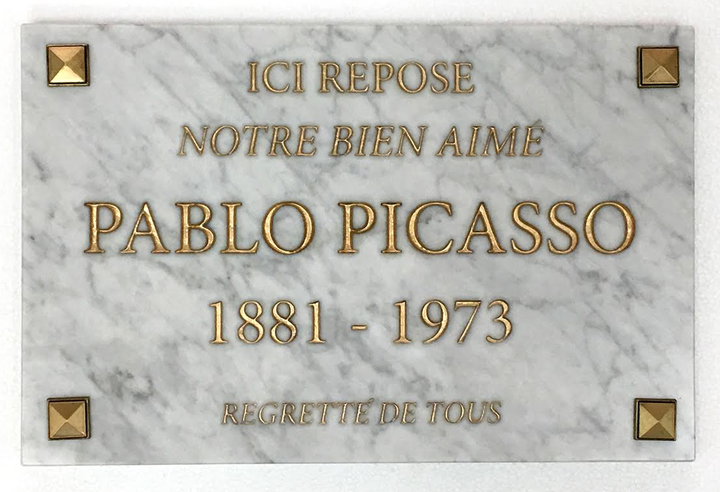 ICI REPOSE
NOTRE BIEN AIMÉ
PABLO PICASSO
1881 - 1973
REGRETTÉ DE TOUS